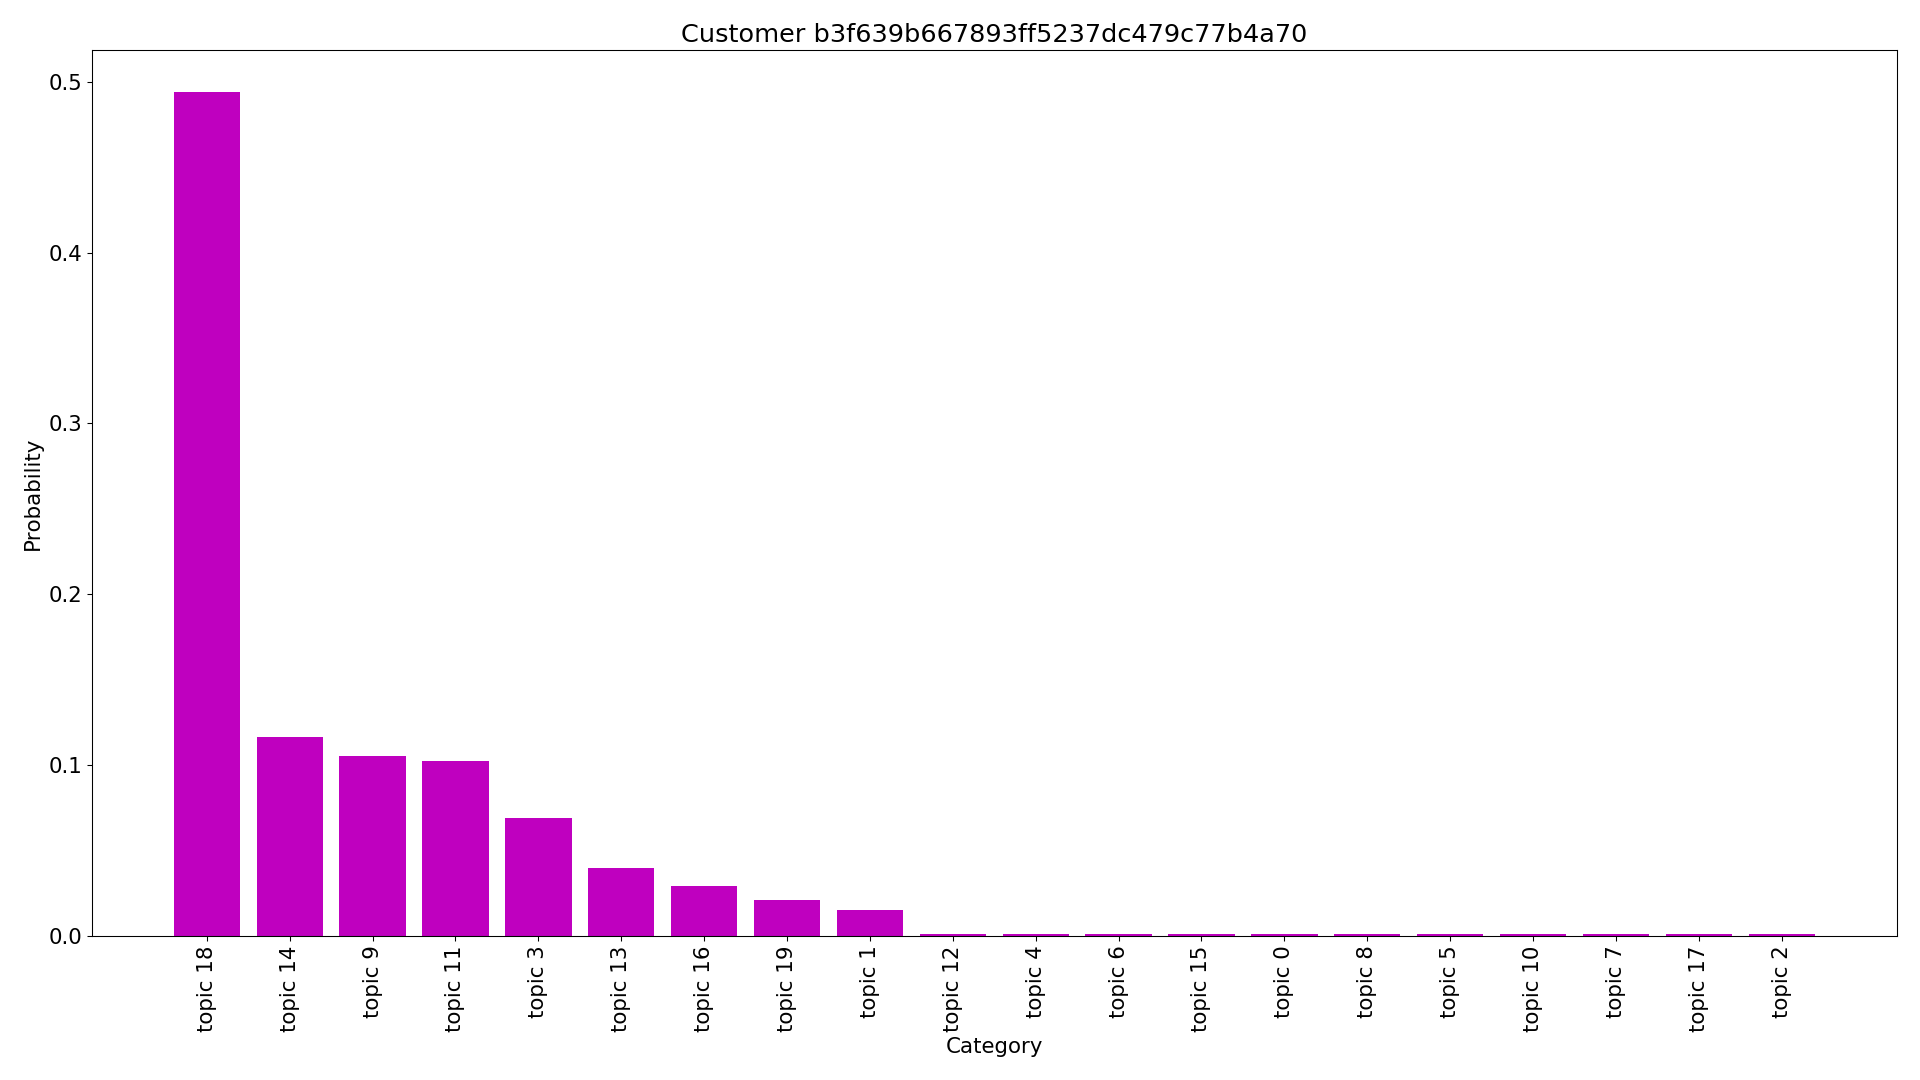 Customer b3f639b667893ff5237dc479c77b4a70
0.5
0.4
0.3
0.2
0.1
0.0
Probability
topic 18
topic 14
topic 9
topic 11
topic 3
topic 13
topic 16
topic 19
topic 1
topic 12
topic 4
topic 6
topic 15
topic 0
topic 8
topic 5
topic 10
topic 7
topic 17
topic 2
Category